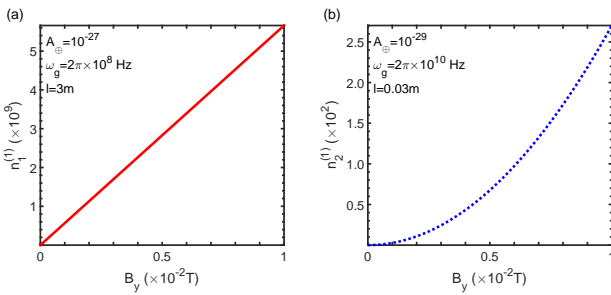 (a)
A⊕=10⁻²⁷
ω_g=2π×10⁸ Hz
l=3m
n₁⁽¹⁾ (×10⁹)
5
4
3
2
1
0
0.5
1
B_y (×10⁻²T)
(b)
A⊕=10⁻²⁹
ω_g=2π×10¹⁰ Hz
l=0.03m
n₂⁽¹⁾ (×10²)
2.5
2.0
1.5
1.0
0.5
0
0.5
1
B_y (×10⁻²T)